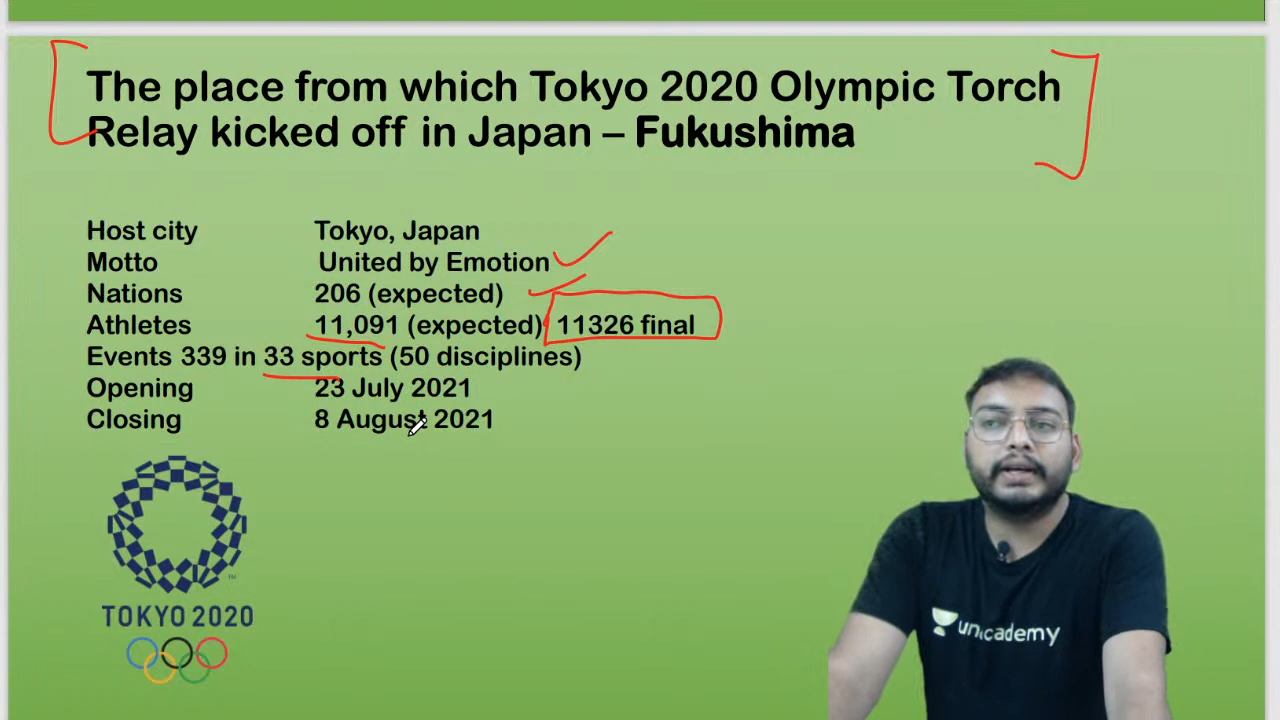 The place from which Tokyo 2020 Olympic Torch
Relay kicked off in Japan – Fukushima
Host city Tokyo, Japan
Motto United by Emotion
Nations 206 (expected)
Athletes 11,091 (expected) 11326 final
Events 339 in 33 sports (50 disciplines)
Opening 23 July 2021
Closing 8 August 2021
TM
TOKYO 2020
unacademy